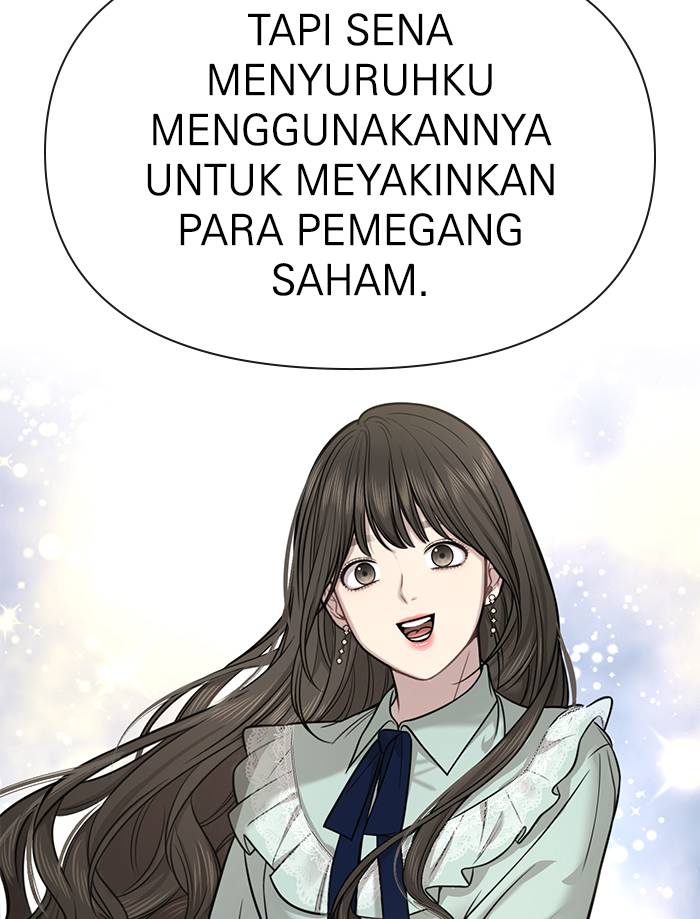 TAPI SENA
MENYURUHKU
MENGGUNAKANNYA
UNTUK MEYAKINKAN
PARA PEMEGANG
SAHAM.